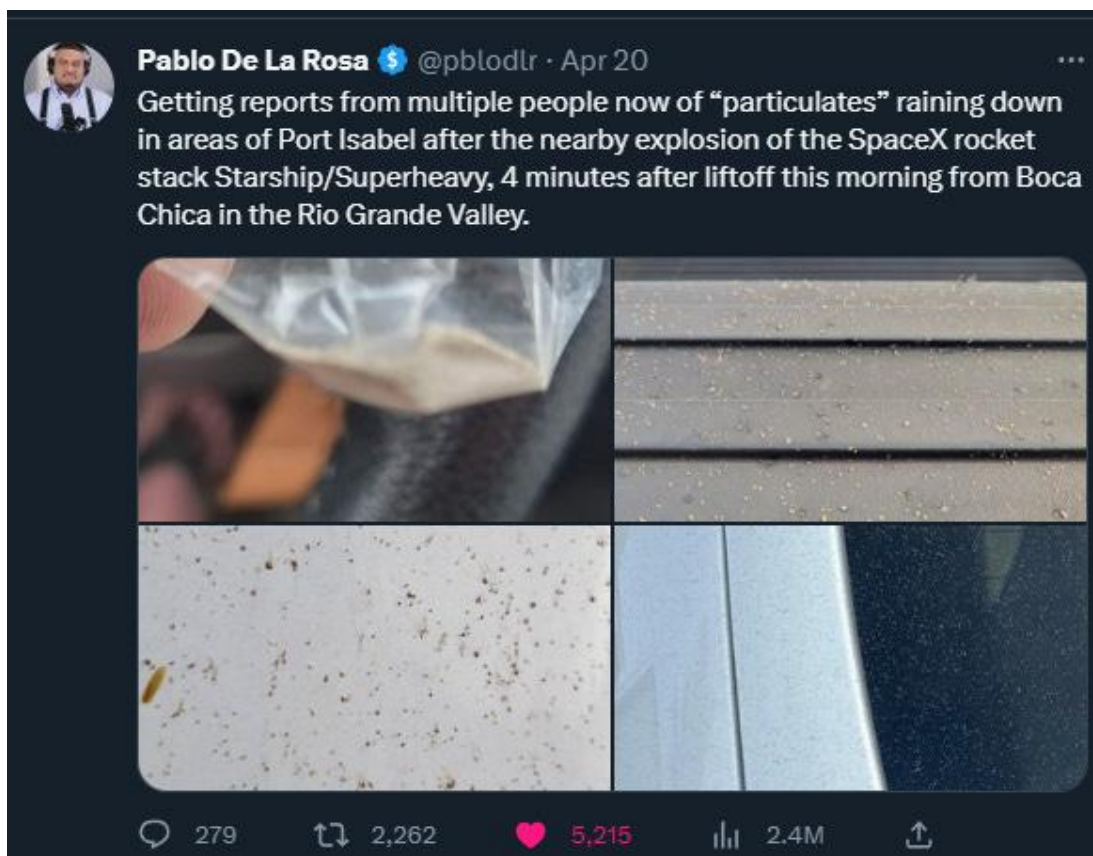 Pablo De La Rosa $ @pblodlr · Apr 20
Getting reports from multiple people now of “particulates” raining down
in areas of Port Isabel after the nearby explosion of the SpaceX rocket
stack Starship/Superheavy, 4 minutes after liftoff this morning from Boca
Chica in the Rio Grande Valley.
279 2,262 5,215 2.4M